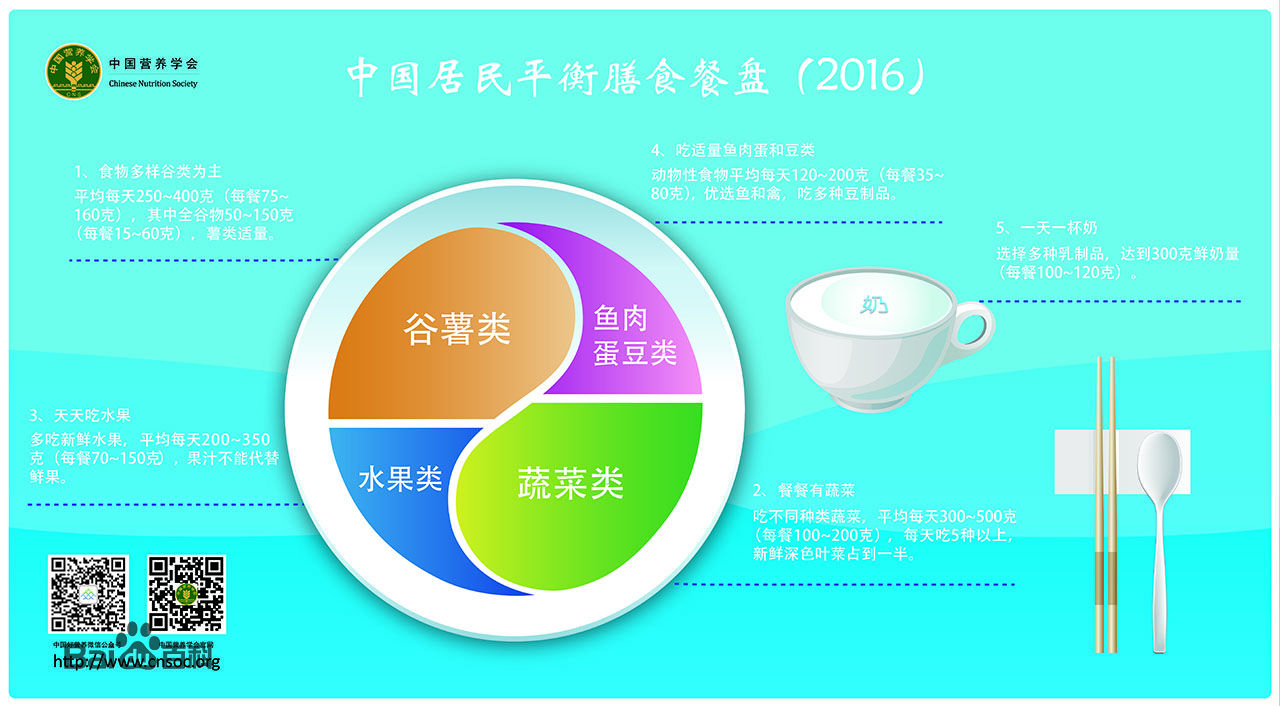 中国营养学会
中国营养学会
Chinese Nutrition Society
CNS
中国居民平衡膳食餐盘（2016）
1、食物多样谷类为主
平均每天250~400克（每餐75~
160克），其中全谷物50~150克
（每餐15~60克），薯类适量。
4、吃适量鱼肉蛋和豆类
动物性食物平均每天120~200克（每餐35~
80克），优选鱼和禽，吃多种豆制品。
5、一天一杯奶
选择多种乳制品，达到300克鲜奶量
（每餐100~120克）。
奶
谷薯类
鱼肉
蛋豆类
水果类
蔬菜类
3、天天吃水果
多吃新鲜水果，平均每天200~350
克（每餐70~150克），果汁不能代替
鲜果。
2、餐餐有蔬菜
吃不同种类蔬菜，平均每天300~500克
（每餐100~200克），每天吃5种以上，
新鲜深色叶菜占到一半。
中国好营养微信公众号
中国营养学会官网
http://www.cnsoc.org
Bai百科